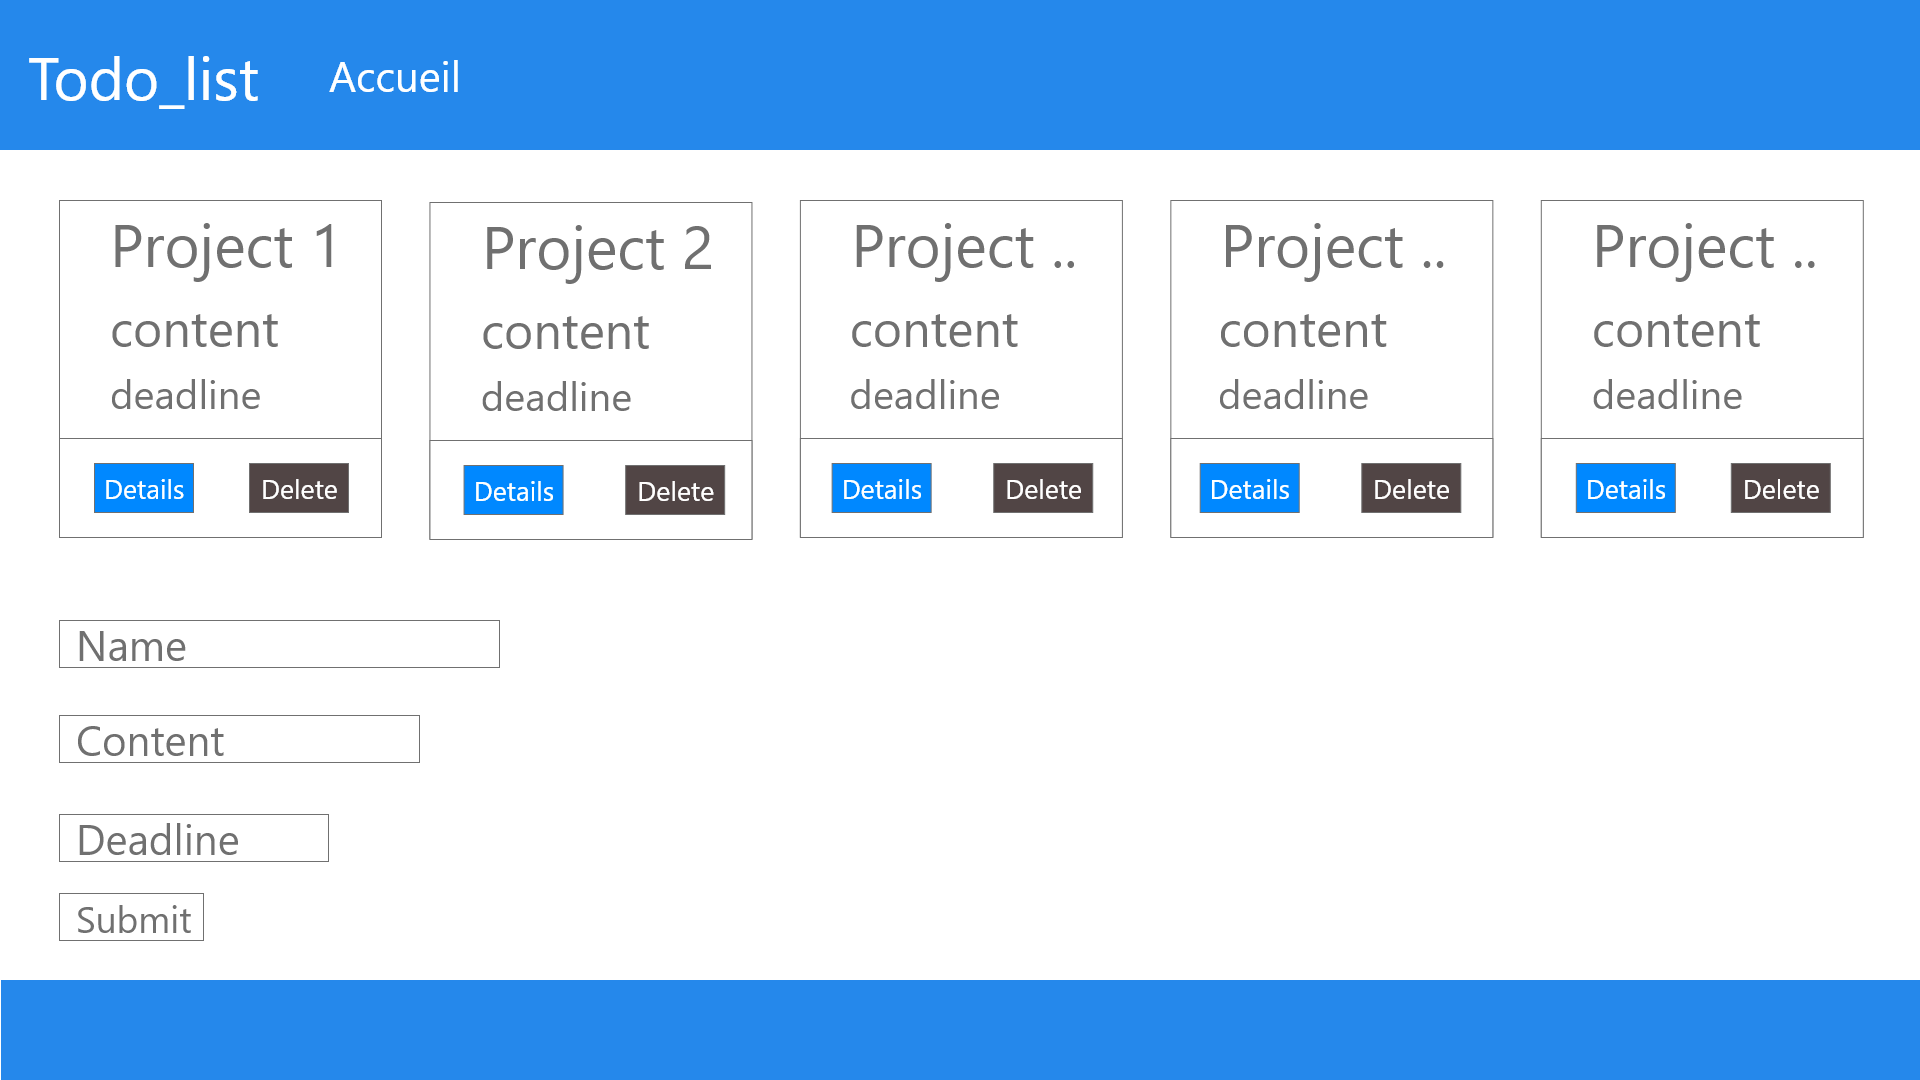 Todo_list Accueil
Project 1
content
deadline
Details Delete
Project 2
content
deadline
Details Delete
Project ..
content
deadline
Details Delete
Project ..
content
deadline
Details Delete
Project ..
content
deadline
Details Delete
Name
Content
Deadline
Submit